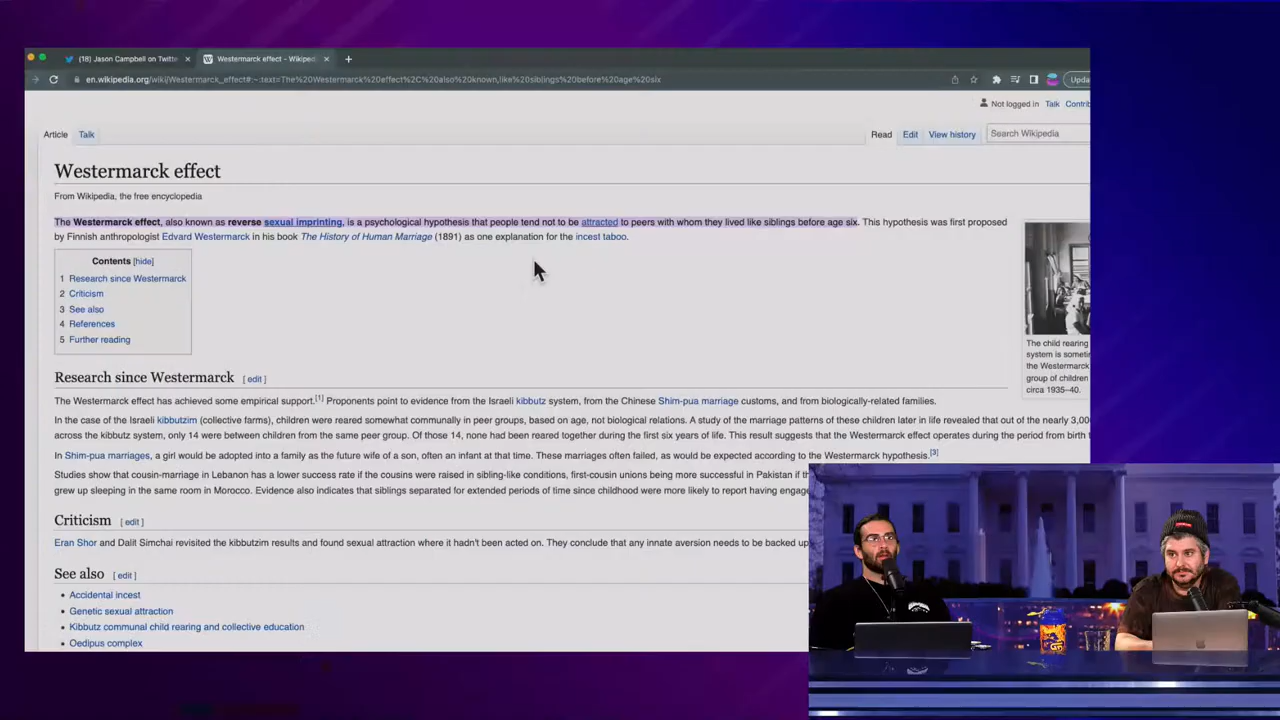 (18) Jason Campbell on Twitte
Westermarck effect - Wikiped
en.wikipedia.org/wiki/Westermarck_effect#:~:text=The%20Westermarck%20effect%2C%20also%20known,like%20siblings%20before%20age%20six
Upda
Not logged in Talk Contrib
Article Talk Read Edit View history Search Wikipedia
Westermarck effect
From Wikipedia, the free encyclopedia
The Westermarck effect, also known as reverse sexual imprinting, is a psychological hypothesis that people tend not to be attracted to peers with whom they lived like siblings before age six. This hypothesis was first proposed
by Finnish anthropologist Edvard Westermarck in his book The History of Human Marriage (1891) as one explanation for the incest taboo.
Contents [hide]
1 Research since Westermarck
2 Criticism
3 See also
4 References
5 Further reading
The child rearing
system is sometim
the Westermarck
group of children
circa 1935–40.
Research since Westermarck [ edit ]
The Westermarck effect has achieved some empirical support.[1] Proponents point to evidence from the Israeli kibbutz system, from the Chinese Shim-pua marriage customs, and from biologically-related families.
In the case of the Israeli kibbutzim (collective farms), children were reared somewhat communally in peer groups, based on age, not biological relations. A study of the marriage patterns of these children later in life revealed that out of the nearly 3,00
across the kibbutz system, only 14 were between children from the same peer group. Of those 14, none had been reared together during the first six years of life. This result suggests that the Westermarck effect operates during the period from birth t
In Shim-pua marriages, a girl would be adopted into a family as the future wife of a son, often an infant at that time. These marriages often failed, as would be expected according to the Westermarck hypothesis.[3]
Studies show that cousin-marriage in Lebanon has a lower success rate if the cousins were raised in sibling-like conditions, first-cousin unions being more successful in Pakistan if th
grew up sleeping in the same room in Morocco. Evidence also indicates that siblings separated for extended periods of time since childhood were more likely to report having engage
Criticism [ edit ]
Eran Shor and Dalit Simchai revisited the kibbutzim results and found sexual attraction where it hadn't been acted on. They conclude that any innate aversion needs to be backed up
See also [ edit ]
Accidental incest
Genetic sexual attraction
Kibbutz communal child rearing and collective education
Oedipus complex